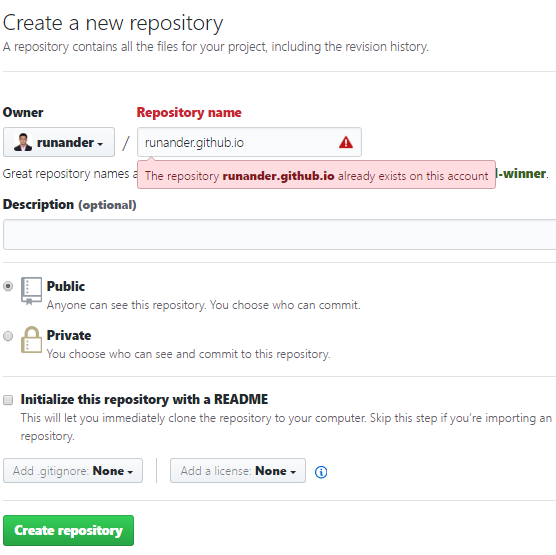 Create a new repository
A repository contains all the files for your project, including the revision history.
Owner
Repository name
runander
/
runander.github.io
Great repository names a
l-winner.
The repository runander.github.io already exists on this account
Description (optional)
Public
Anyone can see this repository. You choose who can commit.
Private
You choose who can see and commit to this repository.
Initialize this repository with a README
This will let you immediately clone the repository to your computer. Skip this step if you're importing an
repository.
Add .gitignore: None
Add a license: None
Create repository